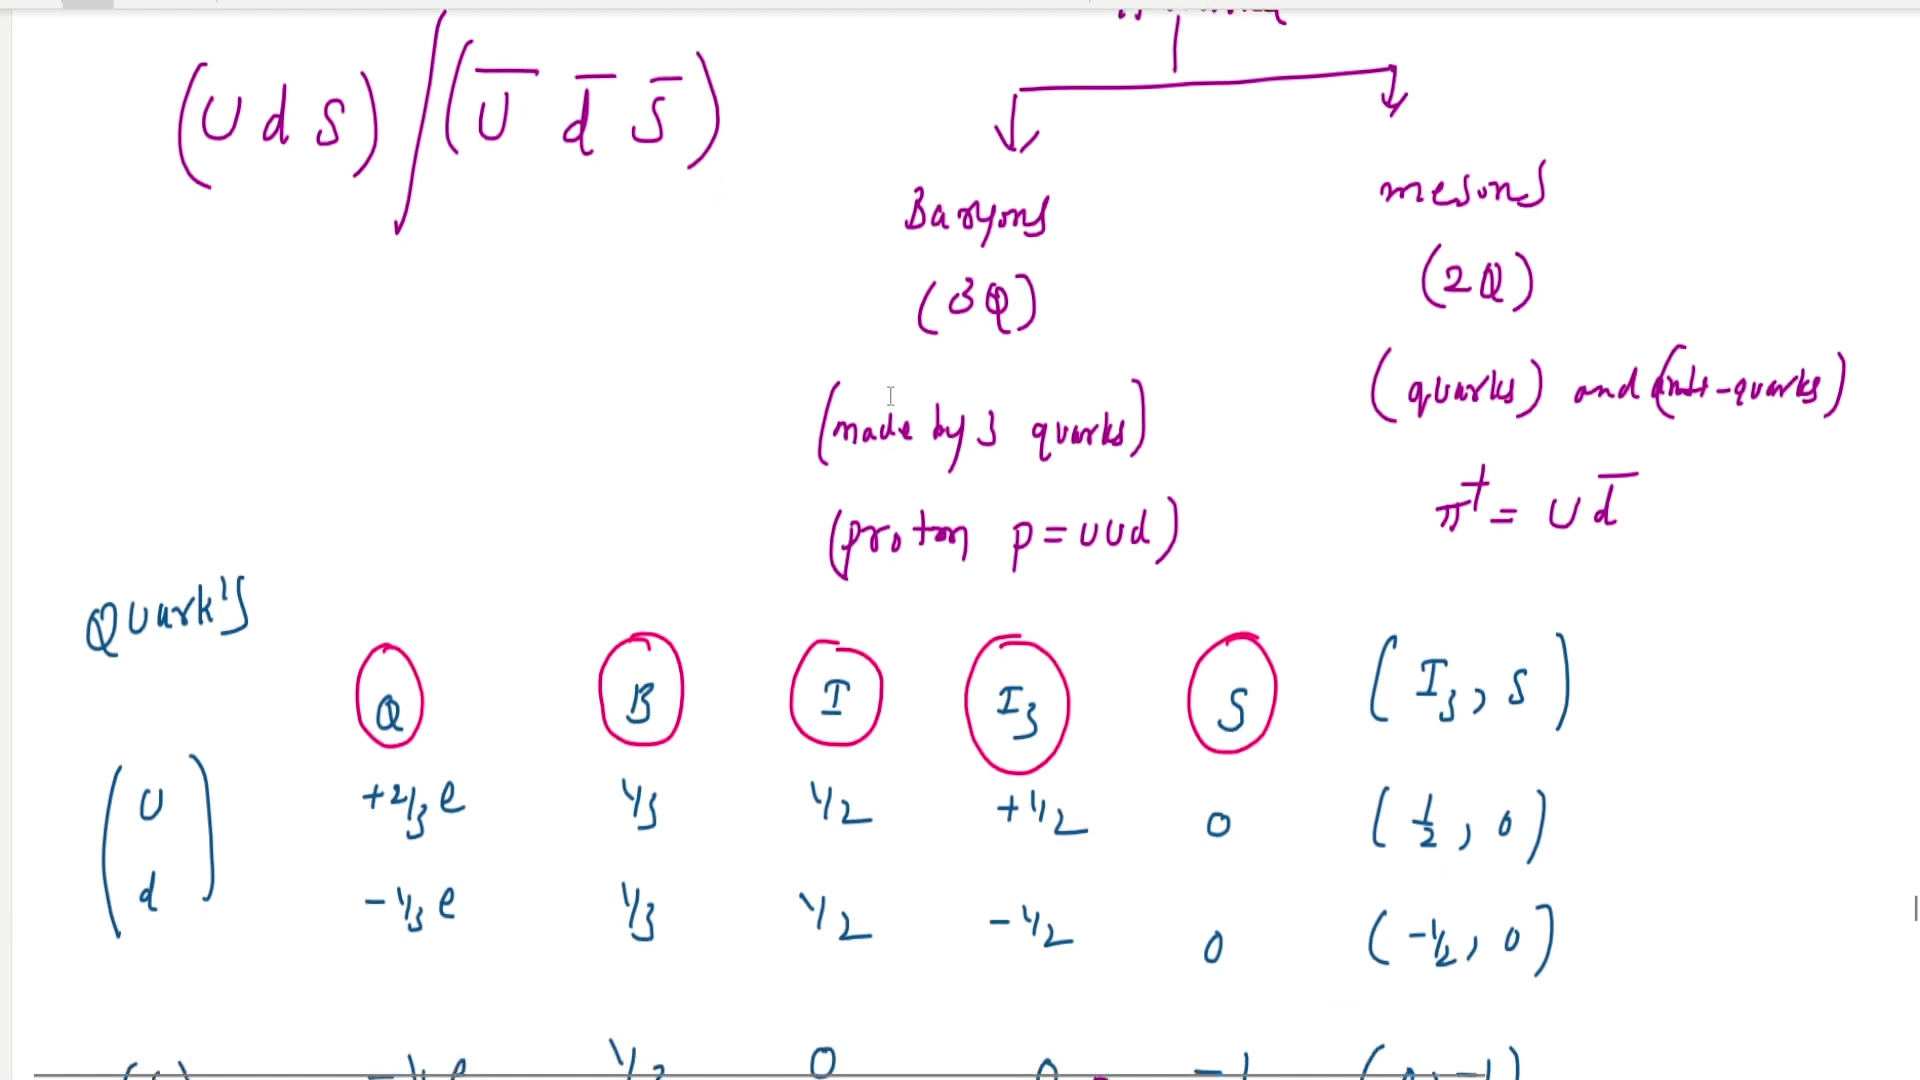 (U d S) / (U̅ d̅ S̅)
Baryons
(3Q)
(made by 3 quarks)
(proton p = uud)
mesons
(2Q)
(quarks) and (anti-quarks)
π⁺ = u d̅
Quark's
Q B I I₃ S (I₃, S)
U +2/3 e 1/3 1/2 +1/2 0 (1/2, 0)
d -1/3 e 1/3 1/2 -1/2 0 (-1/2, 0)
0 -1